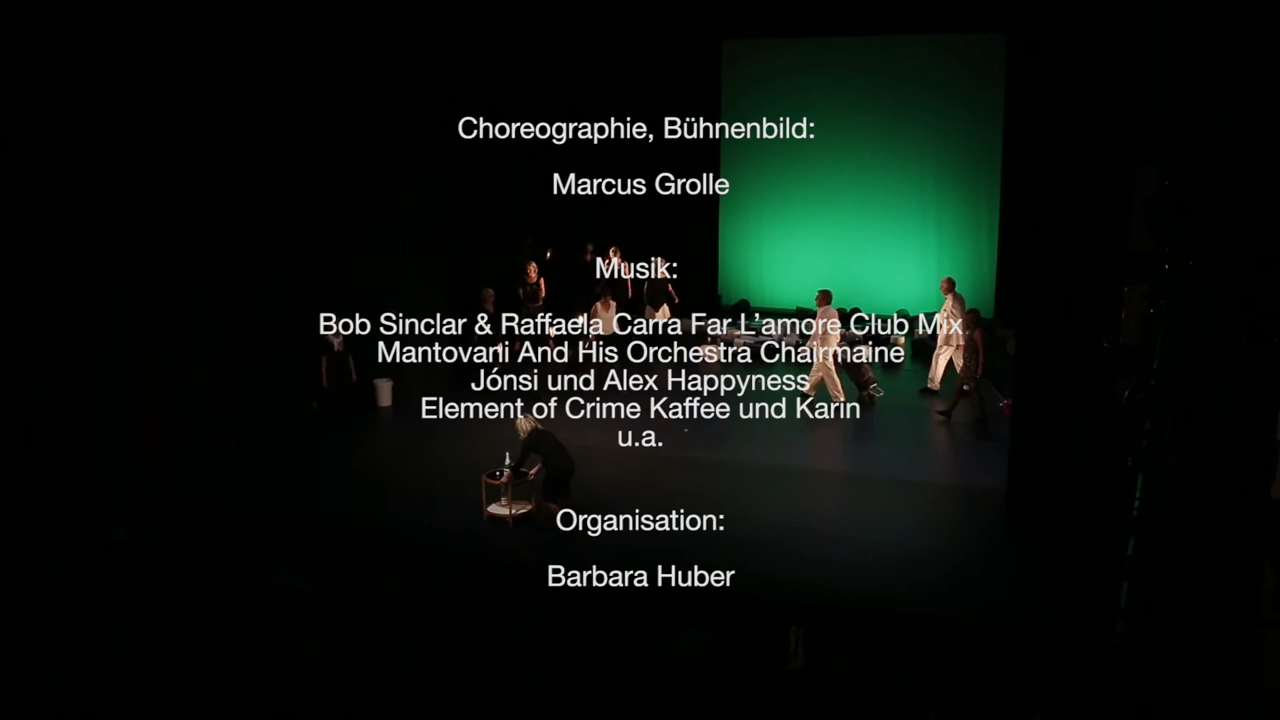 Choreographie, Bühnenbild:
Marcus Grolle
Musik:
Bob Sinclar & Raffaela Carra Far L'amore Club Mix
Mantovani And His Orchestra Chairmaine
Jónsi und Alex Happyness
Element of Crime Kaffee und Karin
u.a.
Organisation:
Barbara Huber